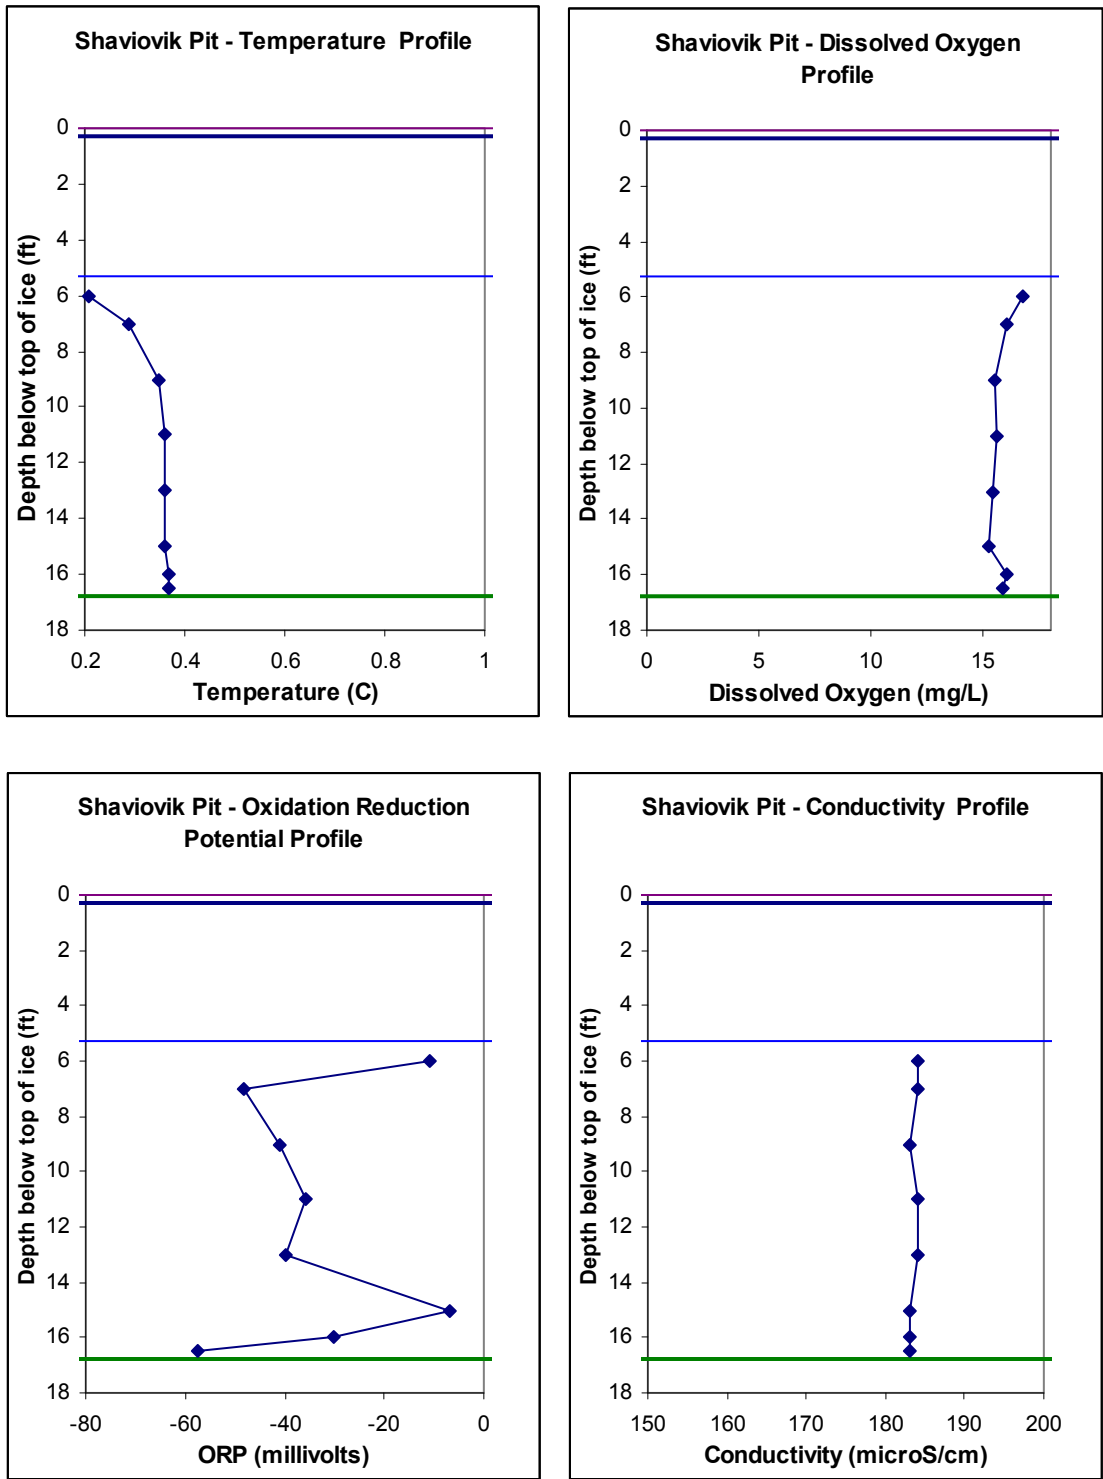 Shaviovik Pit - Temperature  Profile
0
2
4
6
8
10
12
14
16
18
Depth below top of ice (ft)
0.2 0.4 0.6 0.8 1
Temperature (C)
Shaviovik Pit - Dissolved Oxygen
Profile
0
2
4
6
8
10
12
14
16
18
Depth below top of ice (ft)
0 5 10 15
Dissolved Oxygen (mg/L)
Shaviovik Pit - Oxidation Reduction
Potential Profile
0
2
4
6
8
10
12
14
16
18
Depth below top of ice (ft)
-80 -60 -40 -20 0
ORP (millivolts)
Shaviovik Pit - Conductivity  Profile
0
2
4
6
8
10
12
14
16
18
Depth below top of ice (ft)
150 160 170 180 190 200
Conductivity (microS/cm)